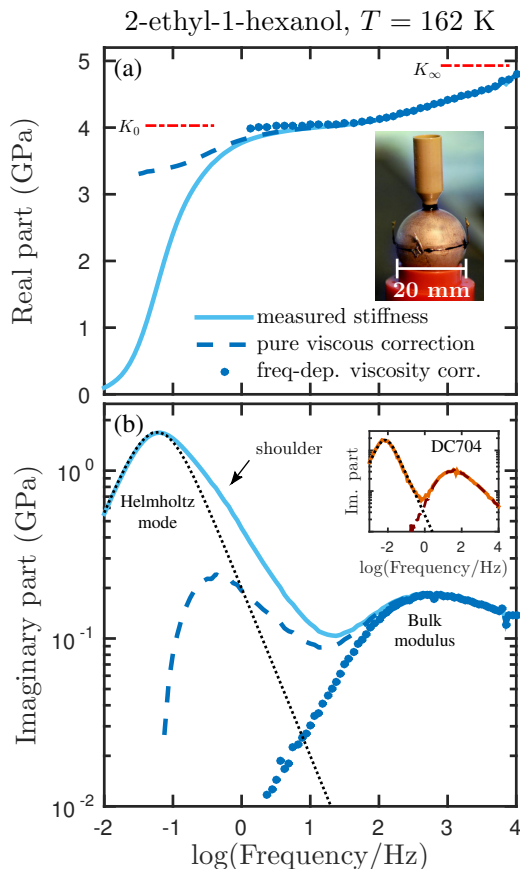 2-ethyl-1-hexanol, T = 162 K
(a)
K∞
K0
Real part (GPa)
5
4
3
2
1
0
20 mm
measured stiffness
pure viscous correction
freq-dep. viscosity corr.
(b)
shoulder
Helmholtz
mode
Bulk
modulus
DC704
Im. part
-2 0 2 4
log(Frequency/Hz)
Imaginary part (GPa)
10^0
10^-1
10^-2
-2 -1 0 1 2 3 4
log(Frequency/Hz)